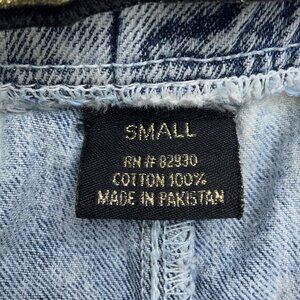 SMALL
RN # 82930
COTTON 100%
MADE IN PAKISTAN